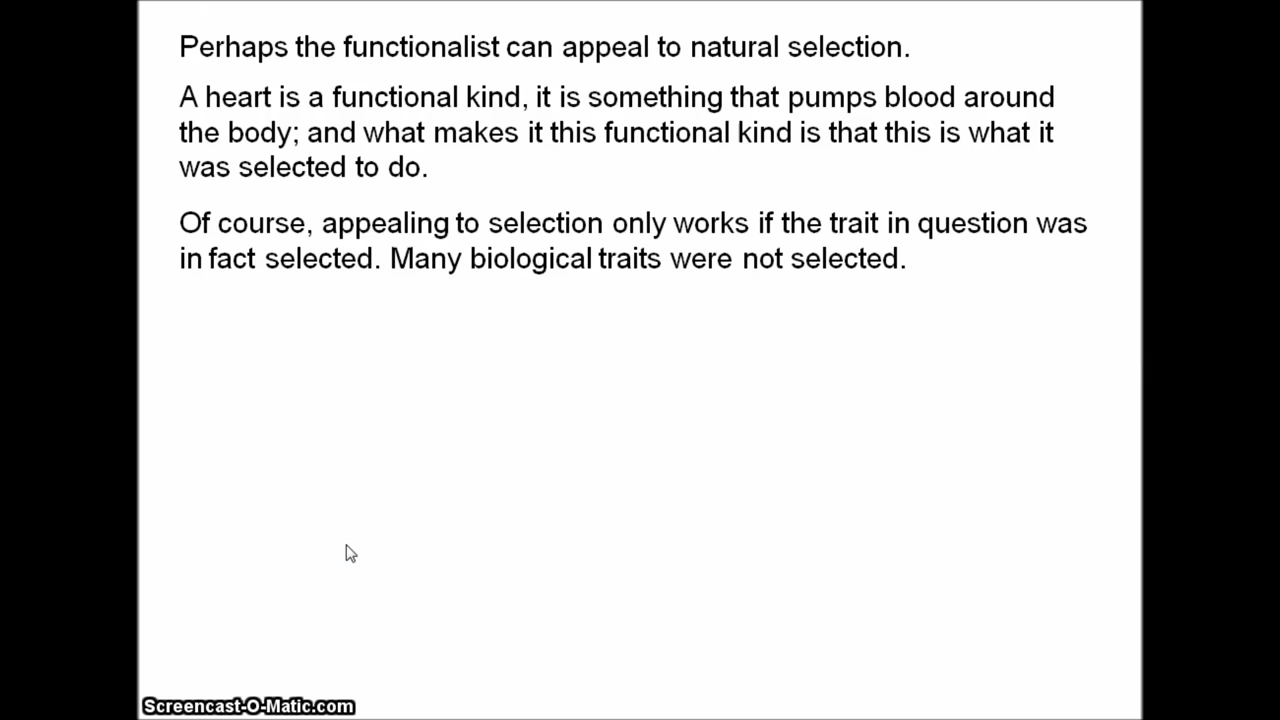 Perhaps the functionalist can appeal to natural selection.
A heart is a functional kind, it is something that pumps blood around
the body; and what makes it this functional kind is that this is what it
was selected to do.
Of course, appealing to selection only works if the trait in question was
in fact selected. Many biological traits were not selected.
Screencast-O-Matic.com